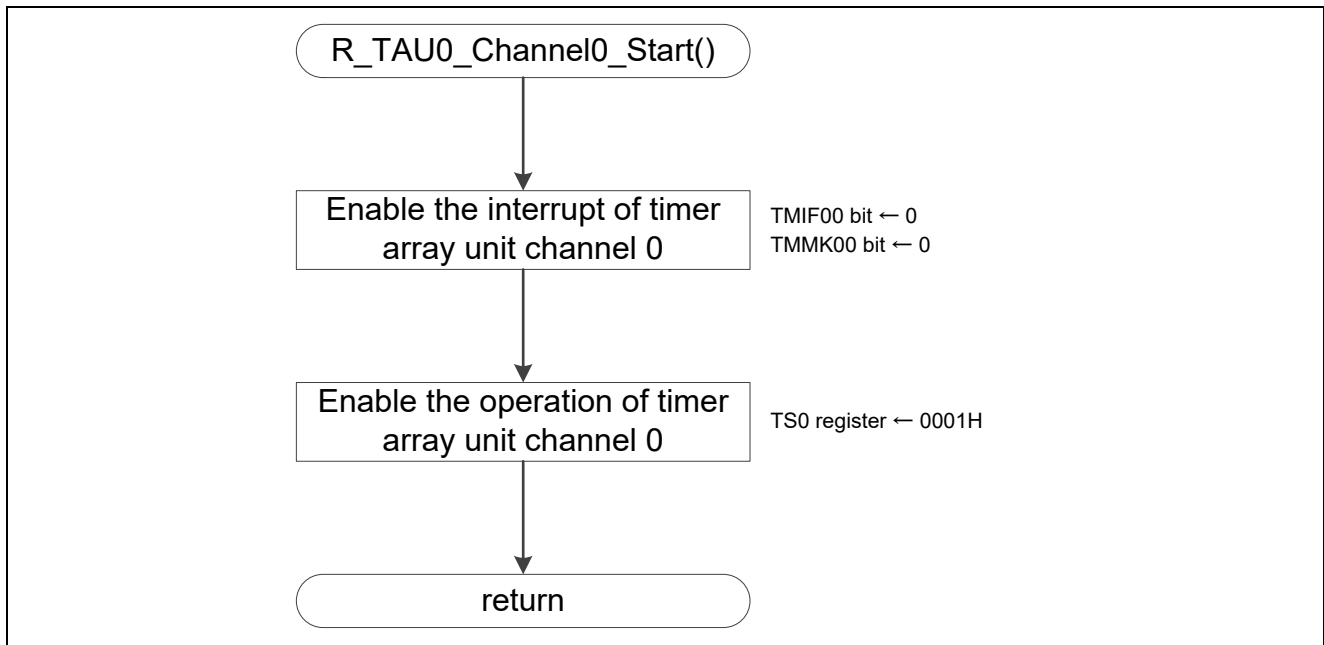 R_TAU0_Channel0_Start()
Enable the interrupt of timer
array unit channel 0
TMIF00 bit ← 0
TMMK00 bit ← 0
Enable the operation of timer
array unit channel 0
TS0 register ← 0001H
return